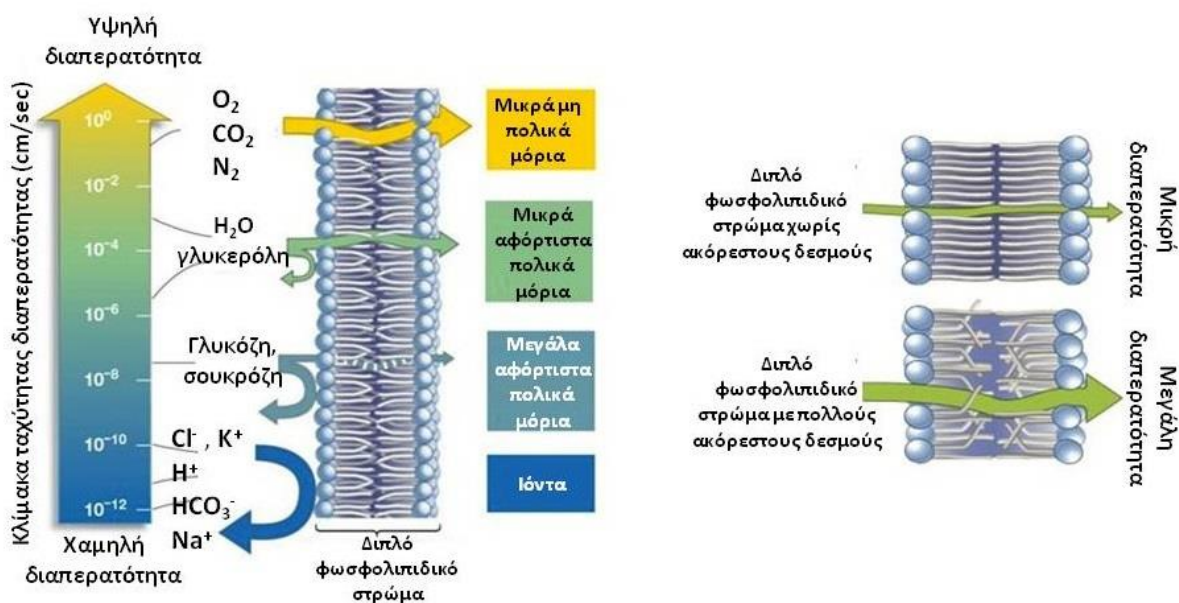 Υψηλή
διαπερατότητα
Κλίμακα ταχύτητας διαπερατότητας (cm/sec)
10⁰
10⁻²
10⁻⁴
10⁻⁶
10⁻⁸
10⁻¹⁰
10⁻¹²
Χαμηλή
διαπερατότητα
O₂
CO₂
N₂
H₂O
γλυκερόλη
Γλυκόζη,
σουκρόζη
Cl⁻ , K⁺
H⁺
HCO₃⁻
Na⁺
Διπλό
φωσφολιπιδικό
στρώμα
Μικρά μη
πολικά
μόρια
Μικρά
αφόρτιστα
πολικά
μόρια
Μεγάλα
αφόρτιστα
πολικά
μόρια
Ιόντα
Διπλό
φωσφολιπιδικό
στρώμα χωρίς
ακόρεστους δεσμούς
Μικρή
διαπερατότητα
Διπλό
φωσφολιπιδικό
στρώμα με πολλούς
ακόρεστους δεσμούς
Μεγάλη
διαπερατότητα